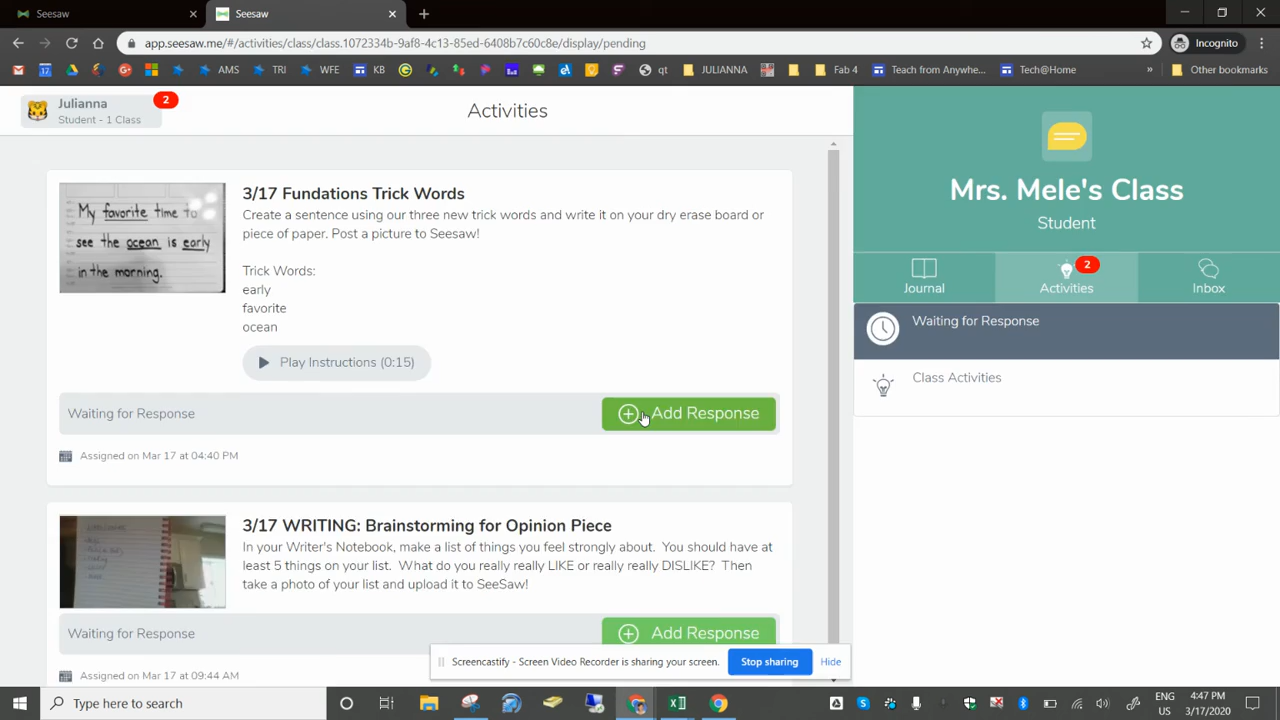 Seesaw
Seesaw
app.seesaw.me/#/activities/class/class.1072334b-9af8-4c13-85ed-6408b7c60c8e/display/pending
Incognito
AMS
TRI
WFE
KB
qt
JULIANNA
Fab 4
Teach from Anywhe...
Tech@Home
Other bookmarks
Julianna
Student - 1 Class
2
Activities
3/17 Fundations Trick Words
Create a sentence using our three new trick words and write it on your dry erase board or
piece of paper. Post a picture to Seesaw!
Trick Words:
early
favorite
ocean
My favorite time to
see the ocean is early
in the morning.
Play Instructions (0:15)
Waiting for Response
Add Response
Assigned on Mar 17 at 04:40 PM
3/17 WRITING: Brainstorming for Opinion Piece
In your Writer's Notebook, make a list of things you feel strongly about. You should have at
least 5 things on your list. What do you really really LIKE or really really DISLIKE? Then
take a photo of your list and upload it to SeeSaw!
Waiting for Response
Add Response
Assigned on Mar 17 at 09:44 AM
Mrs. Mele's Class
Student
Journal
Activities
2
Inbox
Waiting for Response
Class Activities
Screencastify - Screen Video Recorder is sharing your screen.
Stop sharing
Hide
Type here to search
ENG
US
4:47 PM
3/17/2020